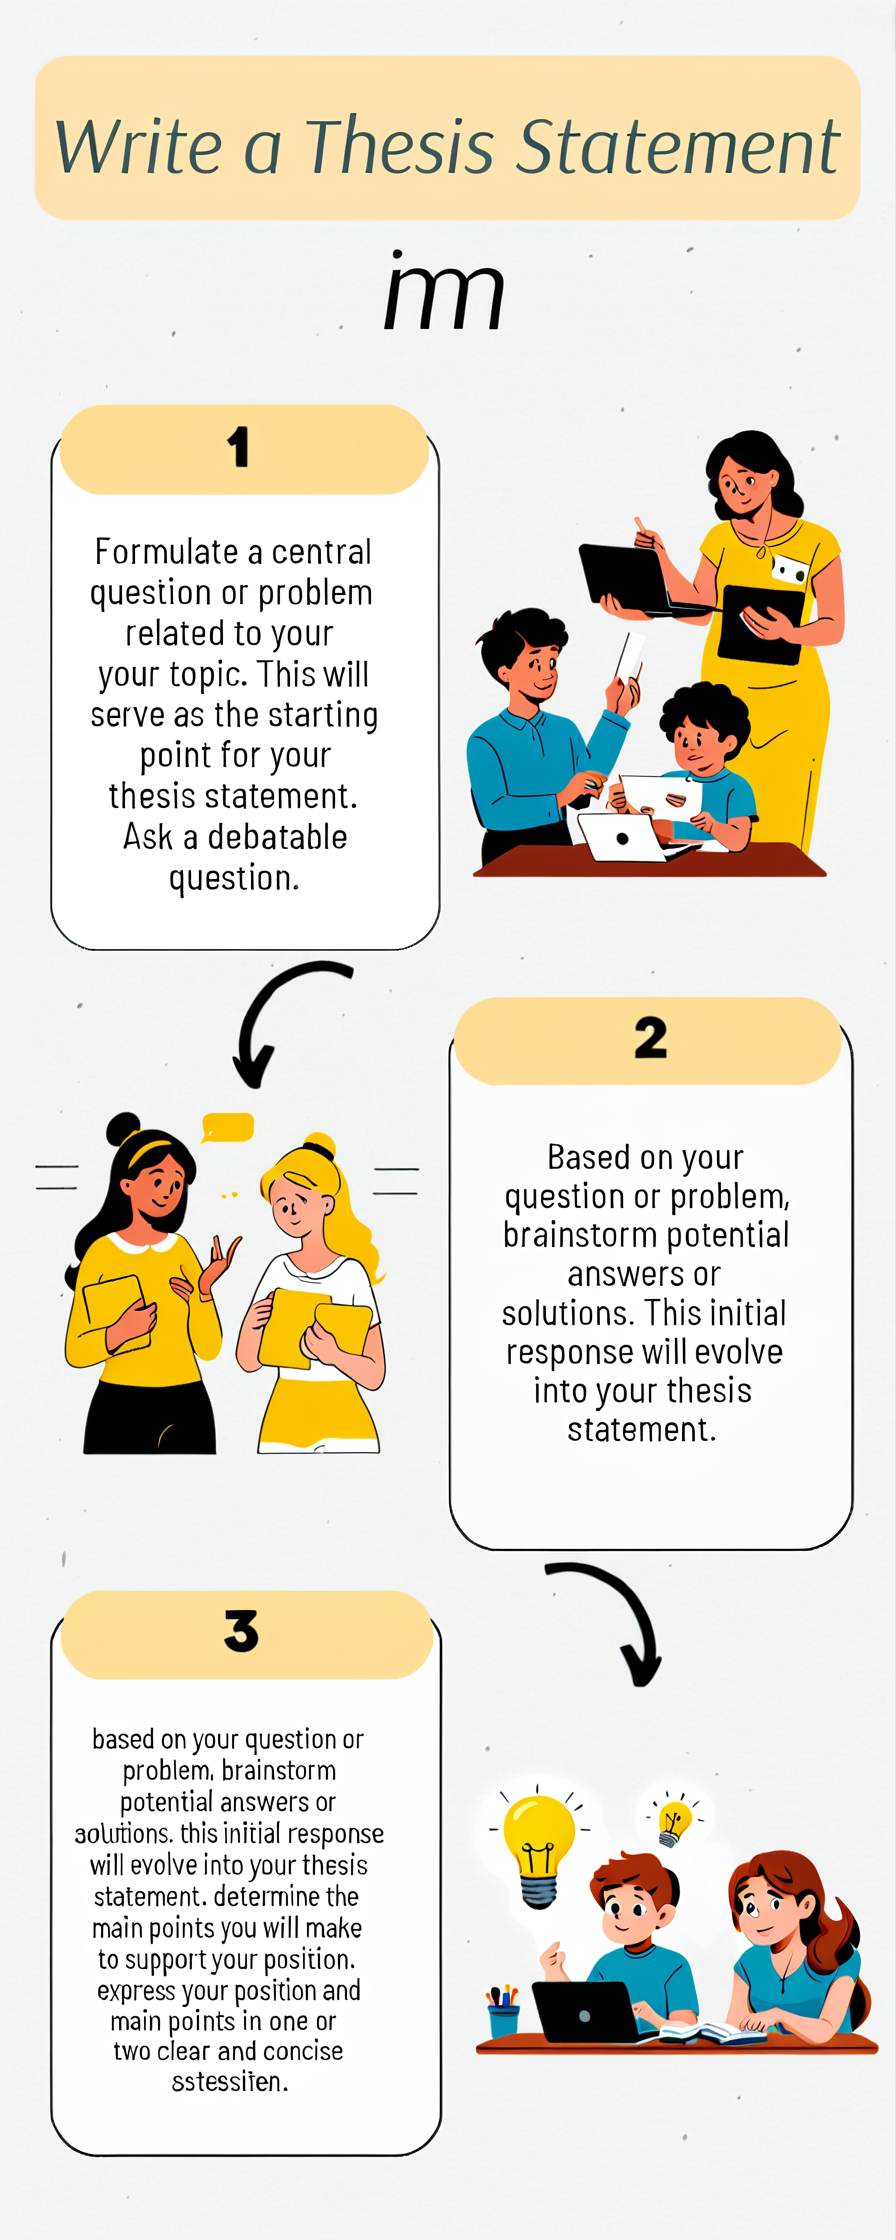 Write a Thesis Statement
im
1
Formulate a central
question or problem
related to your
your topic. This will
serve as the starting
point for your
thesis statement.
Ask a debatable
question.
2
Based on your
question or problem,
brainstorm potential
answers or
solutions. This initial
response will evolve
into your thesis
statement.
3
based on your question or
problem, brainstorm
potential answers or
aolutions. this initial response
will evolve into your thesis
statement. determine the
main points you will make
to support your position.
express your position and
main points in one or
two clear and concise